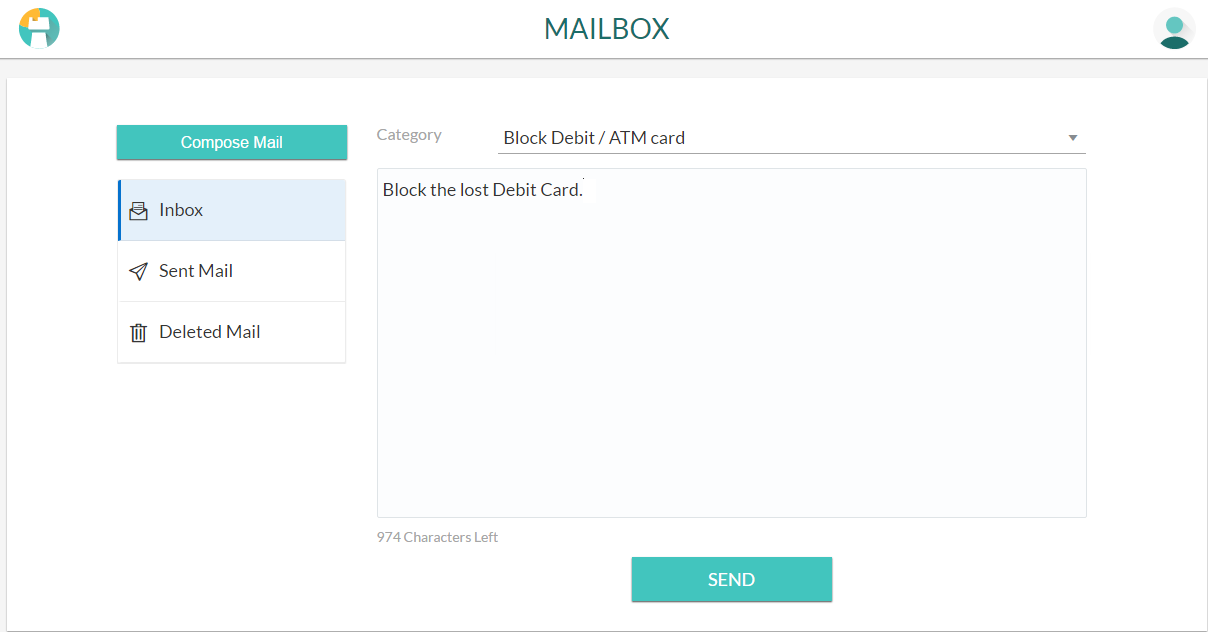 MAILBOX
Compose Mail
Inbox
Sent Mail
Deleted Mail
Category
Block Debit / ATM card
Block the lost Debit Card.
974 Characters Left
SEND